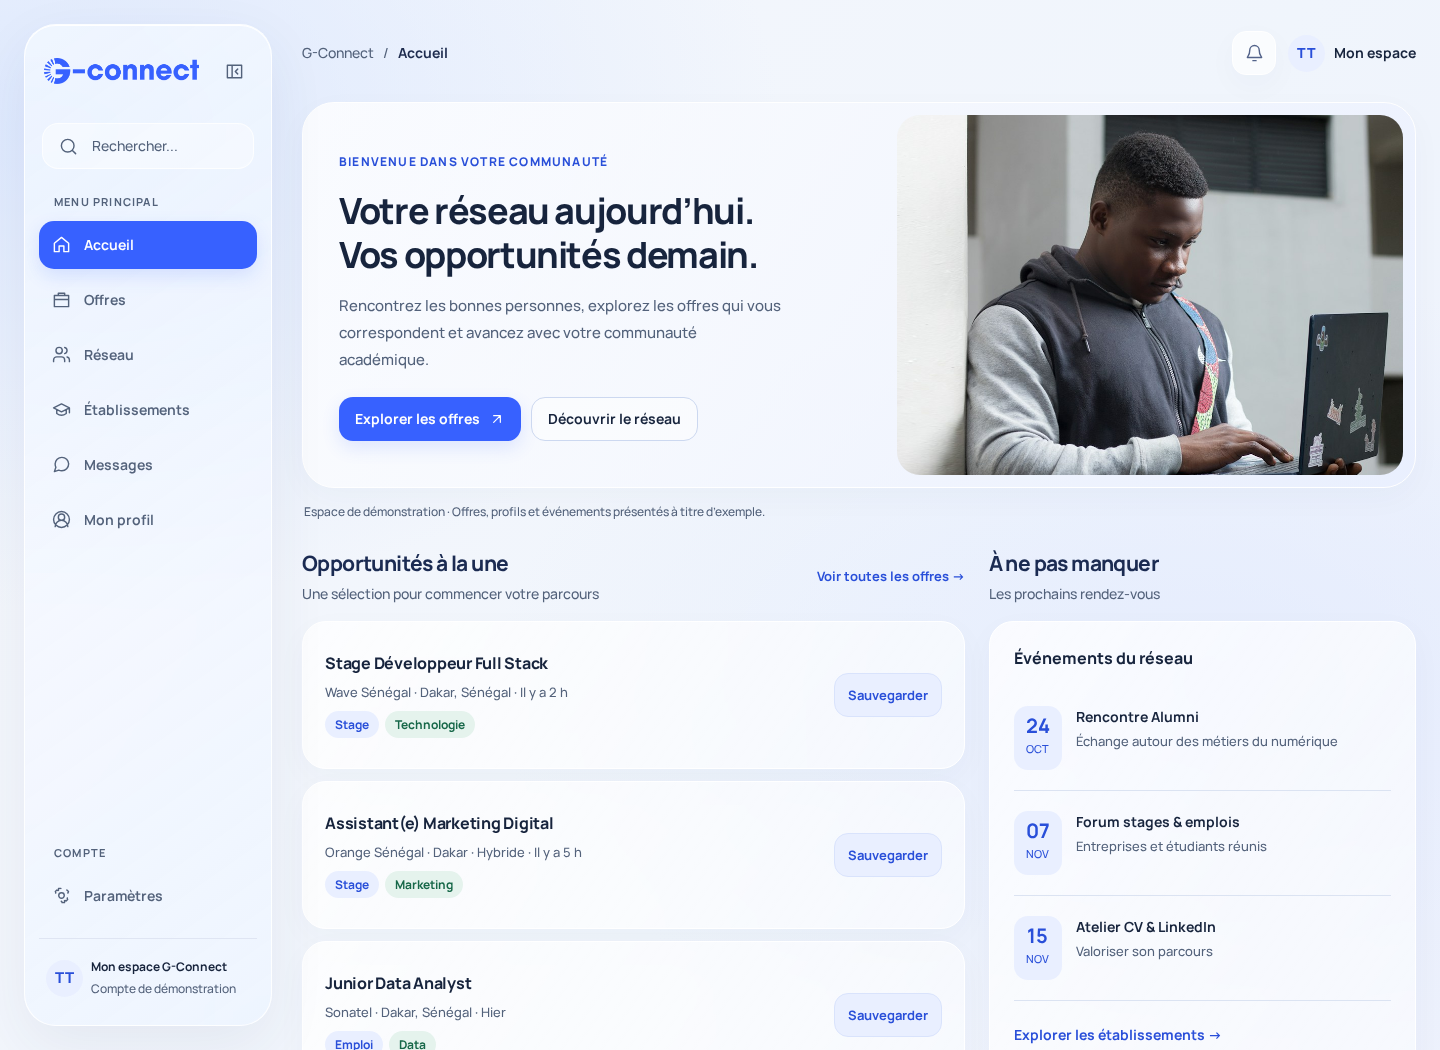 G-connect
Rechercher...
MENU PRINCIPAL
Accueil
Offres
Réseau
Établissements
Messages
Mon profil
COMPTE
Paramètres
TT
Mon espace G-Connect
Compte de démonstration
G-Connect / Accueil
TT Mon espace
BIENVENUE DANS VOTRE COMMUNAUTÉ
Votre réseau aujourd’hui.
Vos opportunités demain.
Rencontrez les bonnes personnes, explorez les offres qui vous
correspondent et avancez avec votre communauté
académique.
Explorer les offres
Découvrir le réseau
Espace de démonstration · Offres, profils et événements présentés à titre d’exemple.
Opportunités à la une
Une sélection pour commencer votre parcours
Voir toutes les offres →
Stage Développeur Full Stack
Wave Sénégal · Dakar, Sénégal · Il y a 2 h
Stage Technologie
Sauvegarder
Assistant(e) Marketing Digital
Orange Sénégal · Dakar · Hybride · Il y a 5 h
Stage Marketing
Sauvegarder
Junior Data Analyst
Sonatel · Dakar, Sénégal · Hier
Emploi Data
Sauvegarder
À ne pas manquer
Les prochains rendez-vous
Événements du réseau
24
OCT
Rencontre Alumni
Échange autour des métiers du numérique
07
NOV
Forum stages & emplois
Entreprises et étudiants réunis
15
NOV
Atelier CV & LinkedIn
Valoriser son parcours
Explorer les établissements →